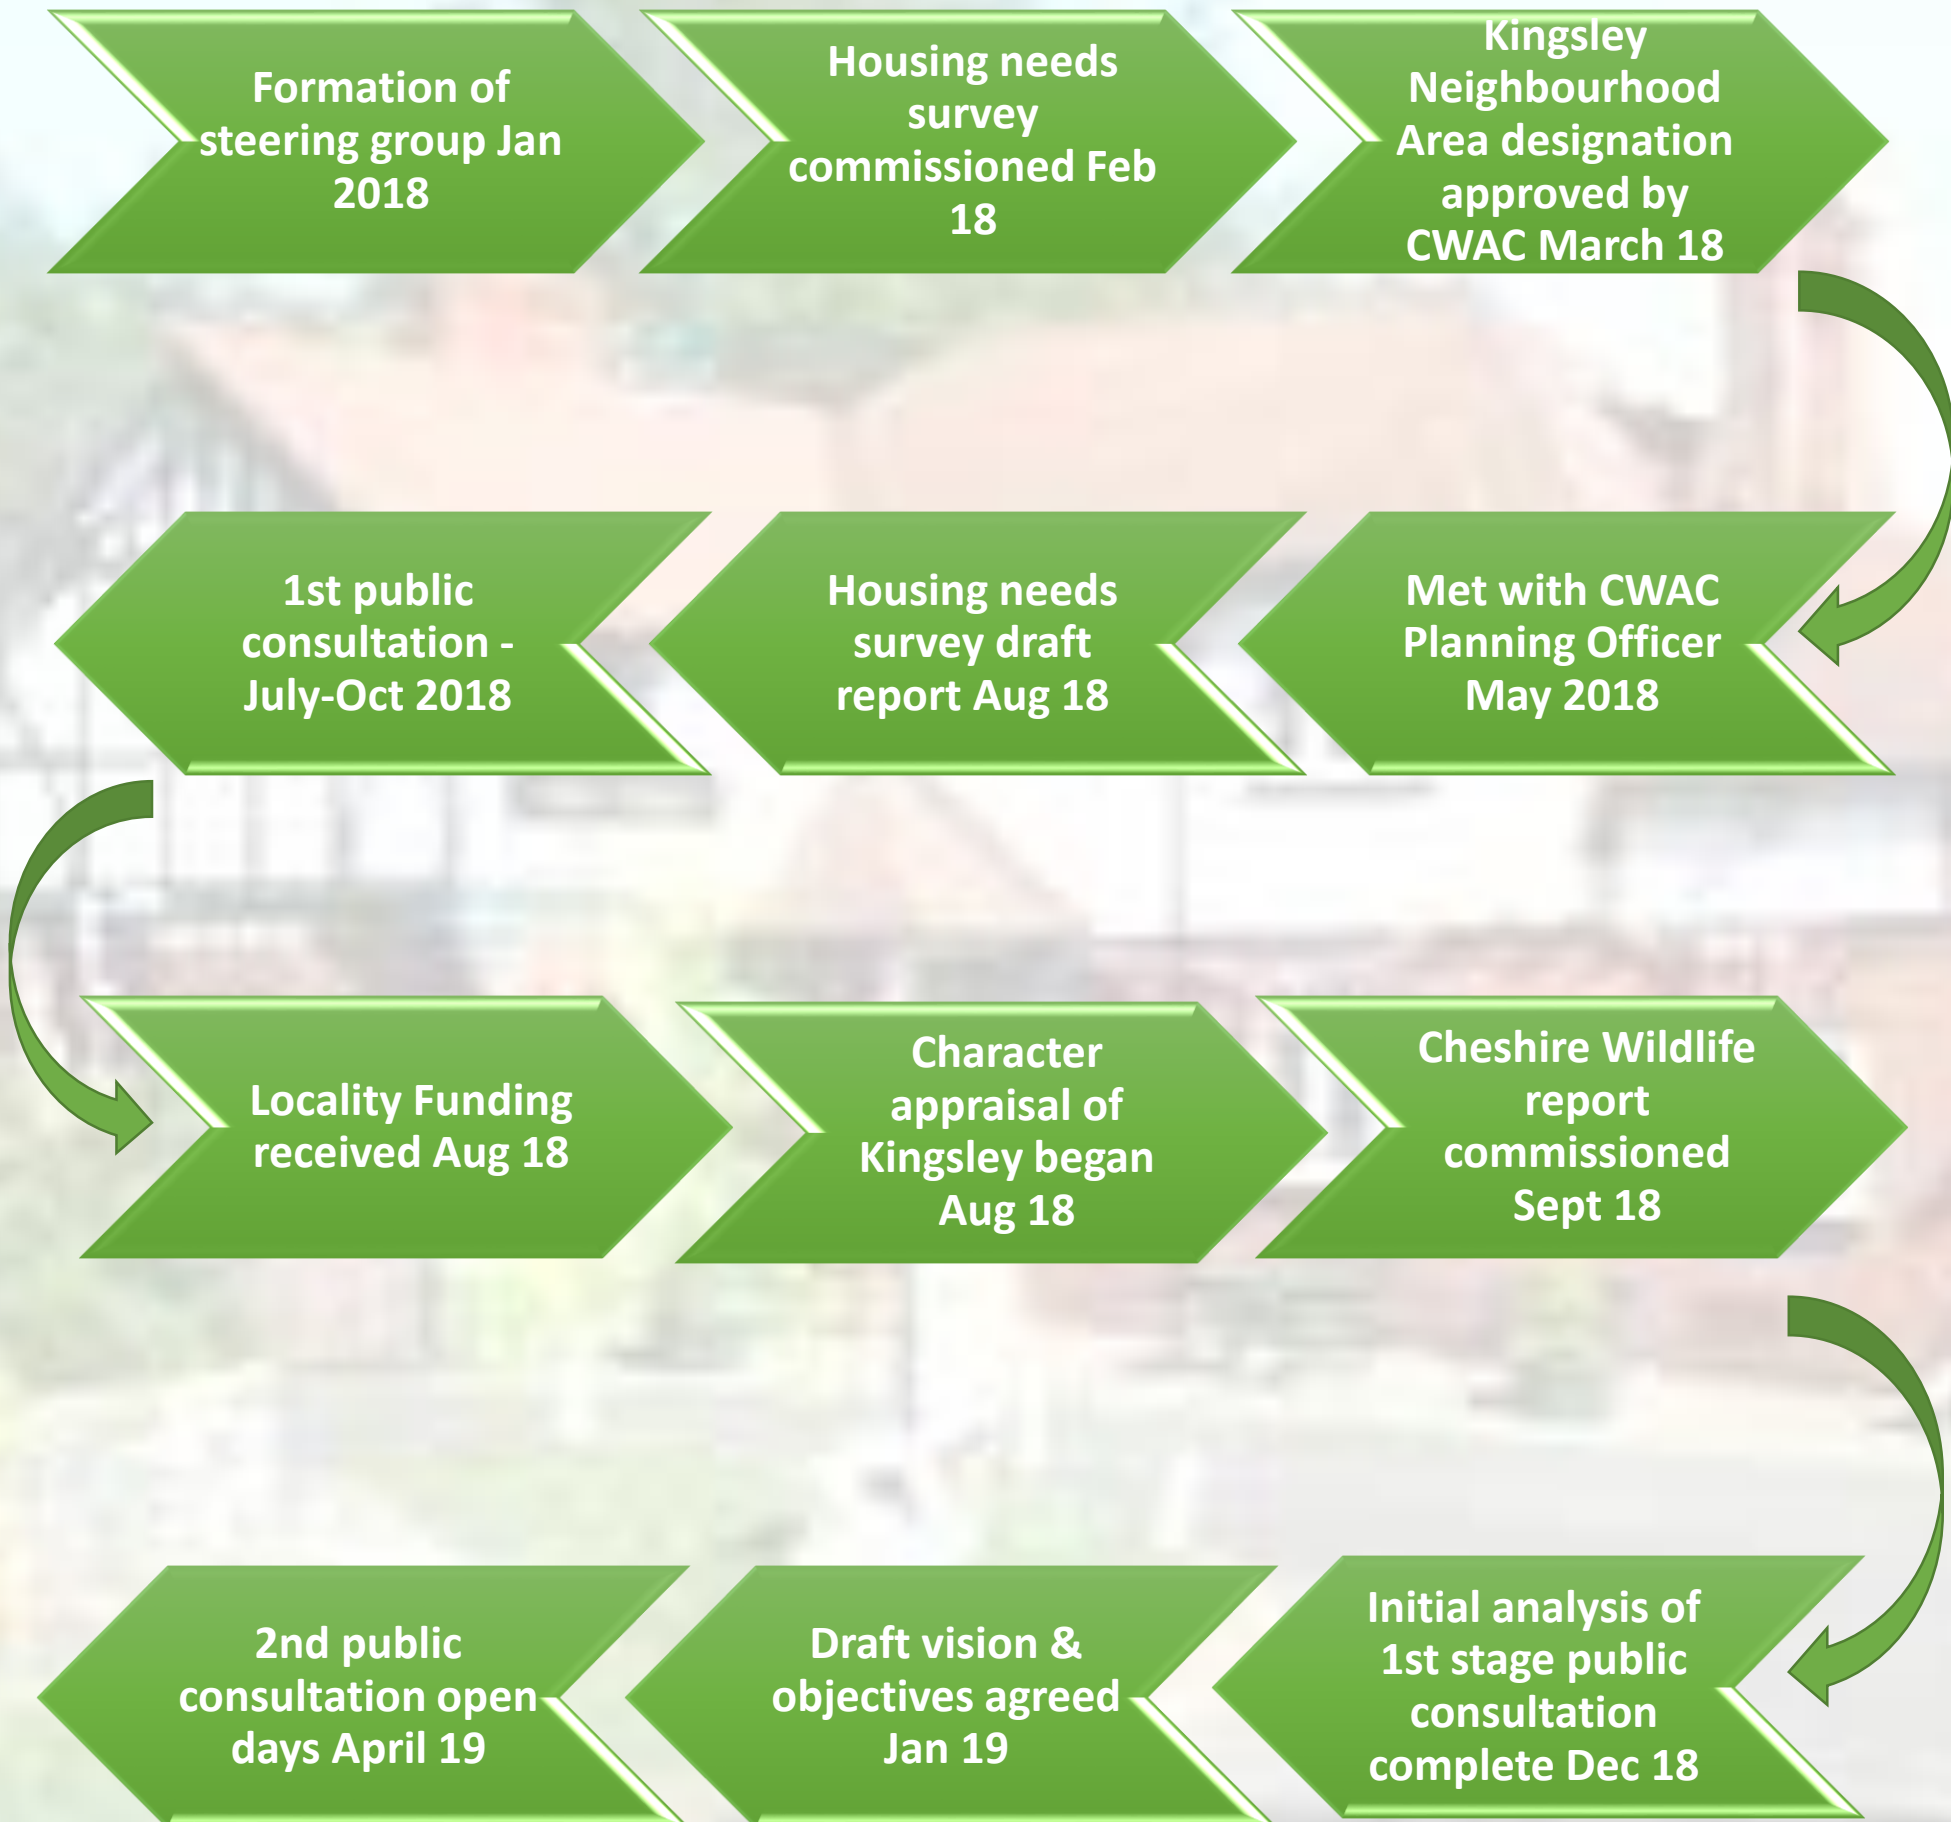 Formation of
steering group Jan
2018
Housing needs
survey
commissioned Feb
18
Kingsley
Neighbourhood
Area designation
approved by
CWAC March 18
Met with CWAC
Planning Officer
May 2018
Housing needs
survey draft
report Aug 18
1st public
consultation -
July-Oct 2018
Locality Funding
received Aug 18
Character
appraisal of
Kingsley began
Aug 18
Cheshire Wildlife
report
commissioned
Sept 18
Initial analysis of
1st stage public
consultation
complete Dec 18
Draft vision &
objectives agreed
Jan 19
2nd public
consultation open
days April 19